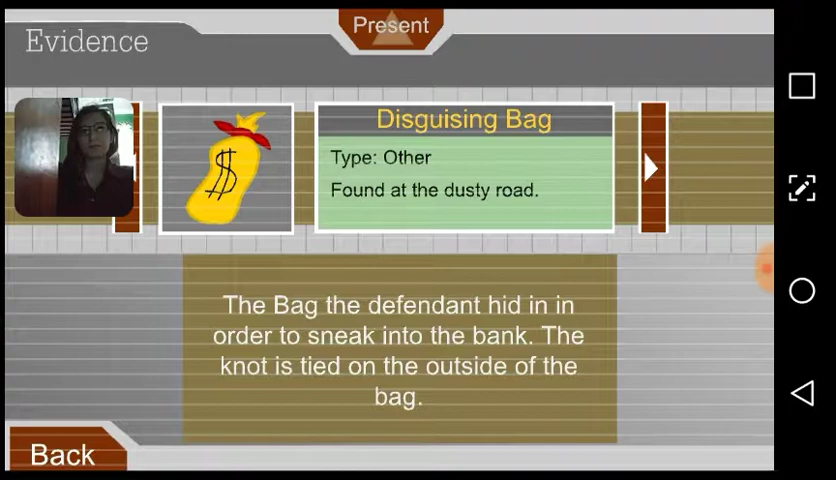 Present
Evidence
Disguising Bag
Type: Other
Found at the dusty road.
$
The Bag the defendant hid in in
order to sneak into the bank. The
knot is tied on the outside of the
bag.
Back